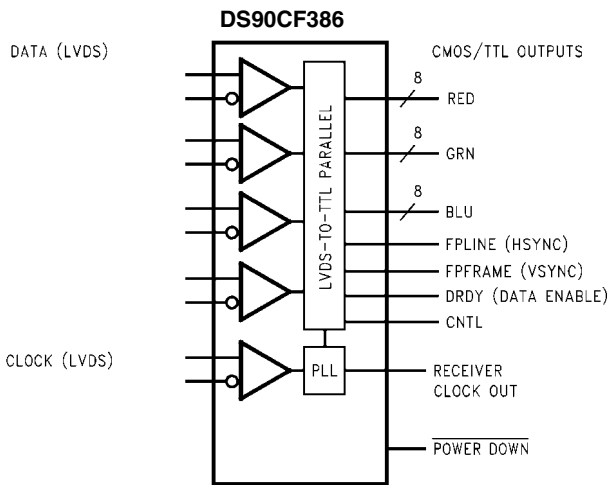 DS90CF386
DATA (LVDS)
CMOS/TTL OUTPUTS
8
RED
8
GRN
8
BLU
LVDS-TO-TTL PARALLEL
FPLINE (HSYNC)
FPFRAME (VSYNC)
DRDY (DATA ENABLE)
CNTL
CLOCK (LVDS)
PLL
RECEIVER
CLOCK OUT
POWER DOWN